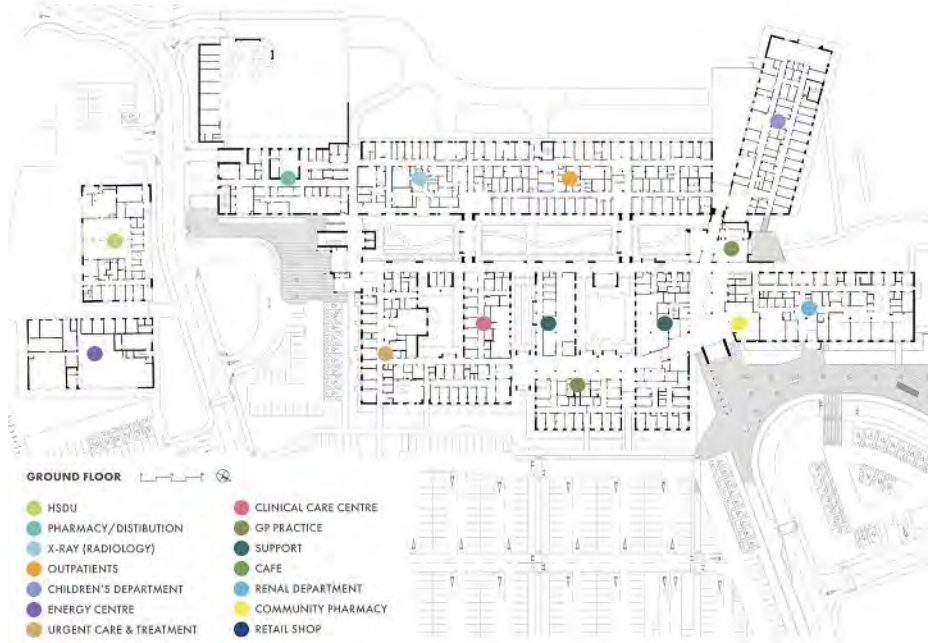 GROUND FLOOR
HSDU
PHARMACY/DISTIBUTION
X-RAY (RADIOLOGY)
OUTPATIENTS
CHILDREN'S DEPARTMENT
ENERGY CENTRE
URGENT CARE & TREATMENT
CLINICAL CARE CENTRE
GP PRACTICE
SUPPORT
CAFE
RENAL DEPARTMENT
COMMUNITY PHARMACY
RETAIL SHOP